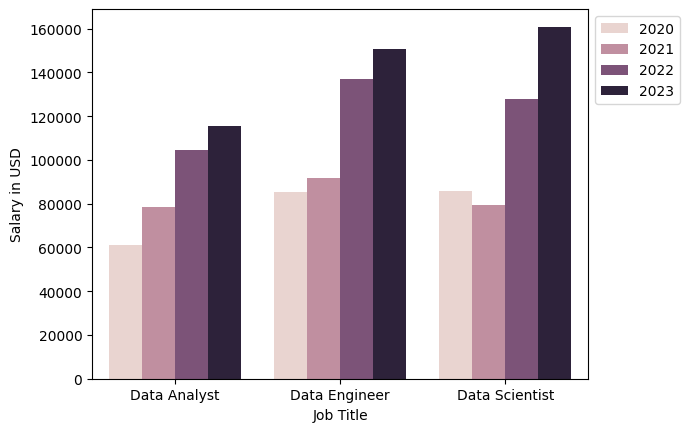 160000
140000
120000
100000
80000
60000
40000
20000
0
Salary in USD
Data Analyst
Data Engineer
Data Scientist
Job Title
2020
2021
2022
2023